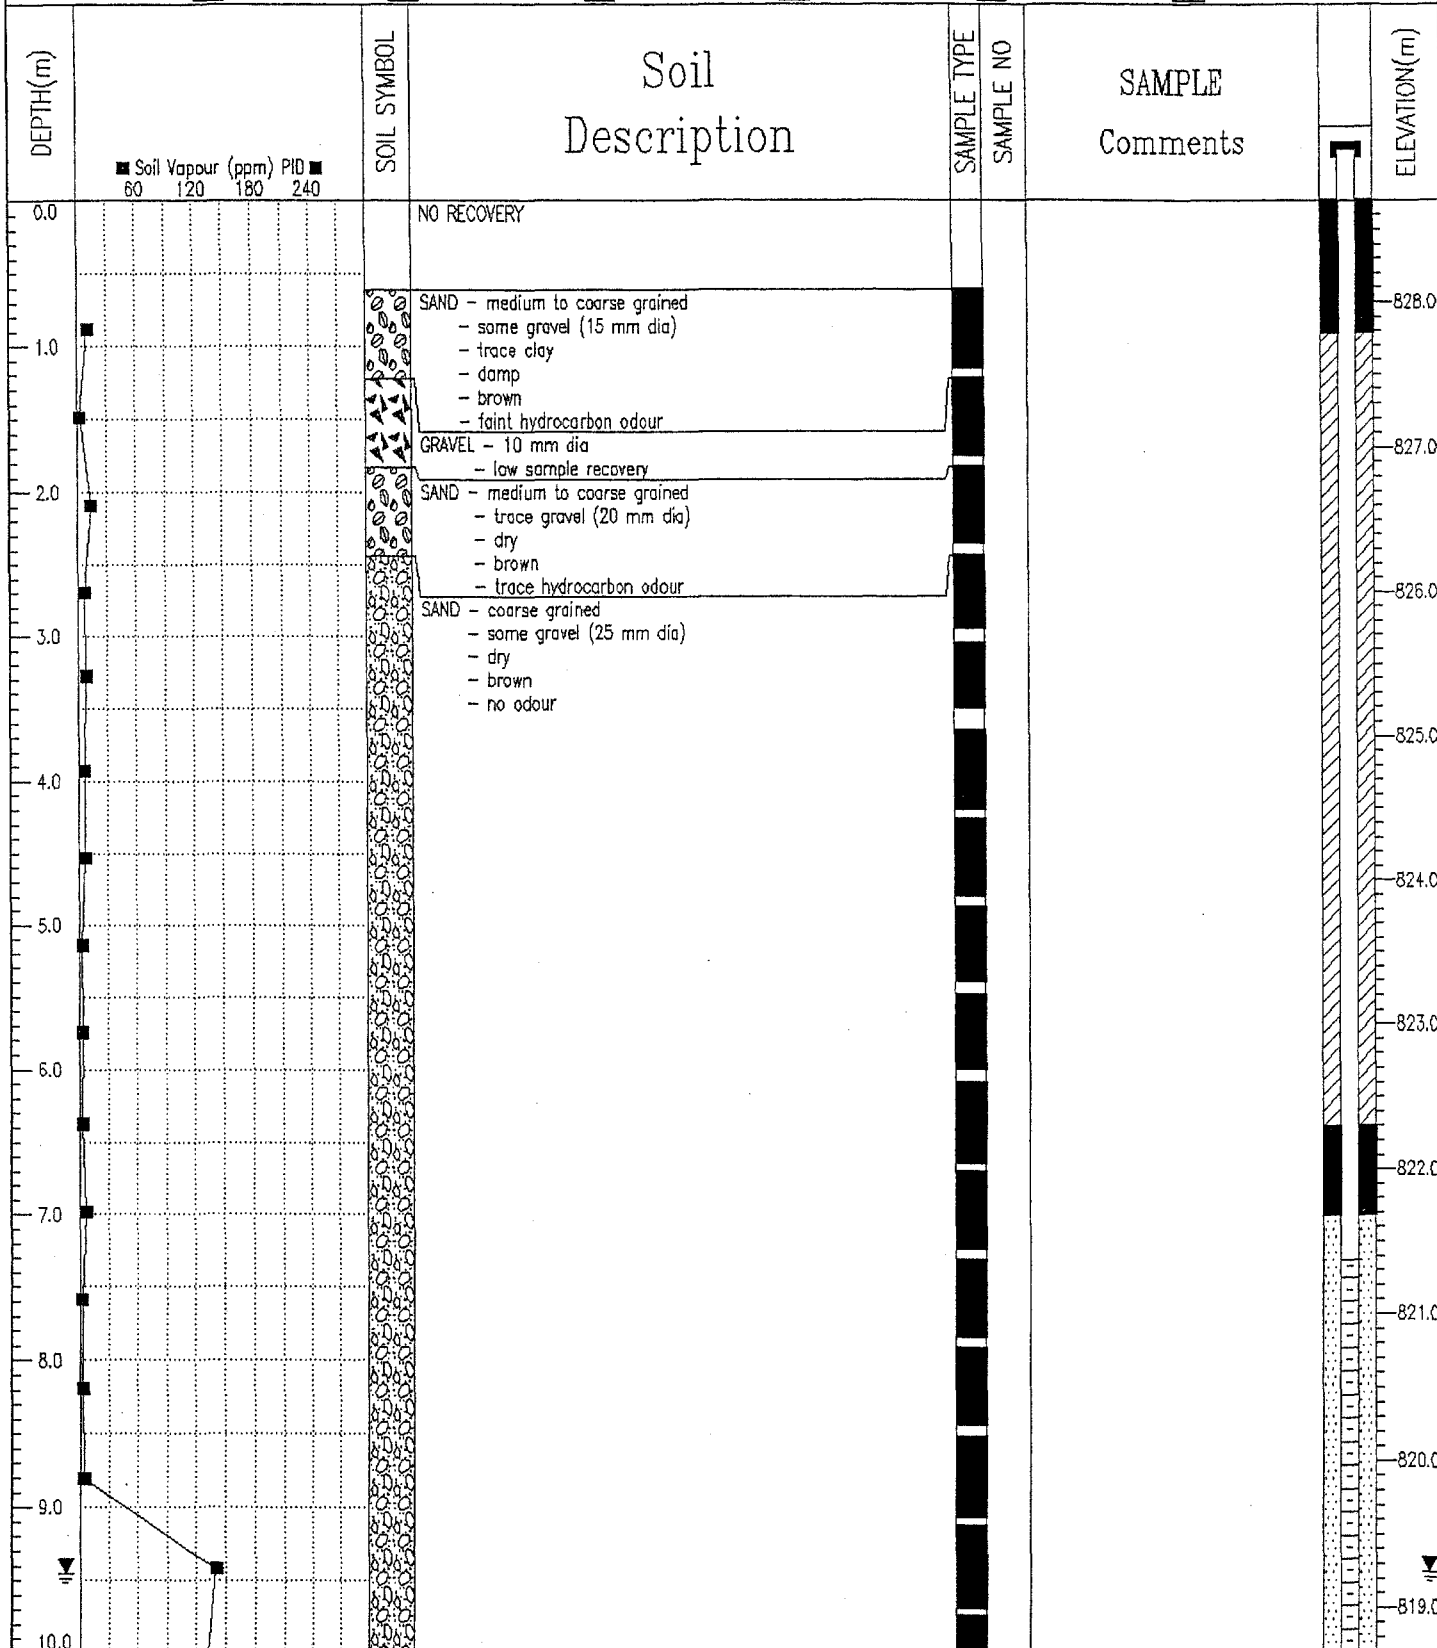 DEPTH(m)
■ Soil Vapour (ppm) PID ■
60 120 180 240
SOIL SYMBOL
Soil
Description
SAMPLE TYPE
SAMPLE NO
SAMPLE
Comments
ELEVATION(m)
0.0
1.0
2.0
3.0
4.0
5.0
6.0
7.0
8.0
9.0
10.0
NO RECOVERY
SAND - medium to coarse grained
- some gravel (15 mm dia)
- trace clay
- damp
- brown
- faint hydrocarbon odour
GRAVEL - 10 mm dia
- low sample recovery
SAND - medium to coarse grained
- trace gravel (20 mm dia)
- dry
- brown
- trace hydrocarbon odour
SAND - coarse grained
- some gravel (25 mm dia)
- dry
- brown
- no odour
828.0
827.0
826.0
825.0
824.0
823.0
822.0
821.0
820.0
819.0